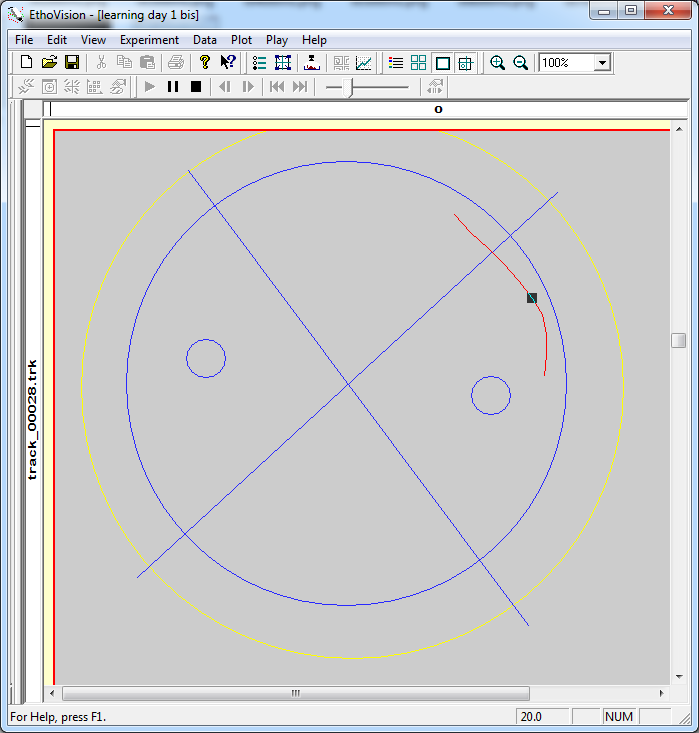 EthoVision - [learning day 1 bis]
File Edit View Experiment Data Plot Play Help
100%
0
track_00028.trk
For Help, press F1.
20.0
NUM